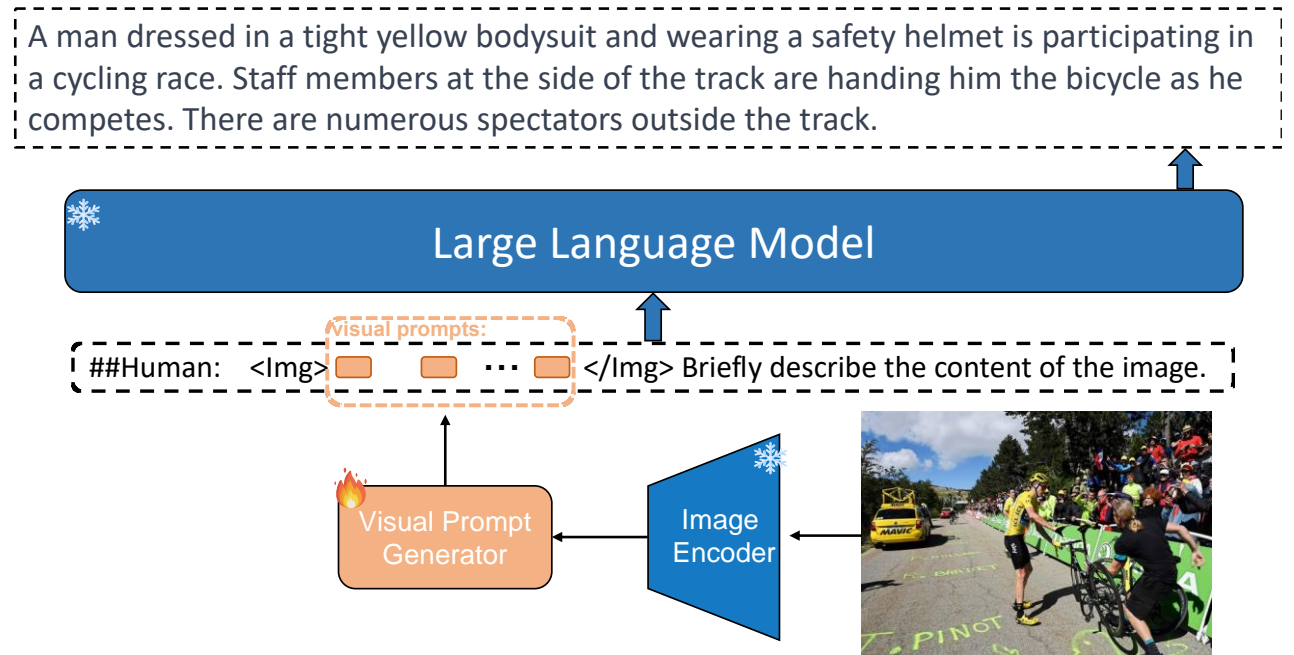 A man dressed in a tight yellow bodysuit and wearing a safety helmet is participating in
a cycling race. Staff members at the side of the track are handing him the bicycle as he
competes. There are numerous spectators outside the track.
Large Language Model
visual prompts:
##Human: <Img> ... </Img> Briefly describe the content of the image.
Visual Prompt
Generator
Image
Encoder
MAVIC
T. PINOT